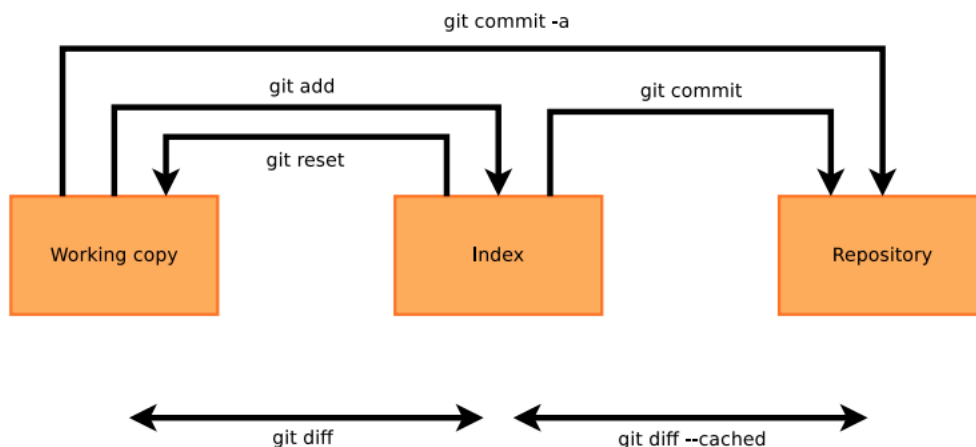 git commit -a
git add
git commit
git reset
Working copy
Index
Repository
git diff
git diff --cached